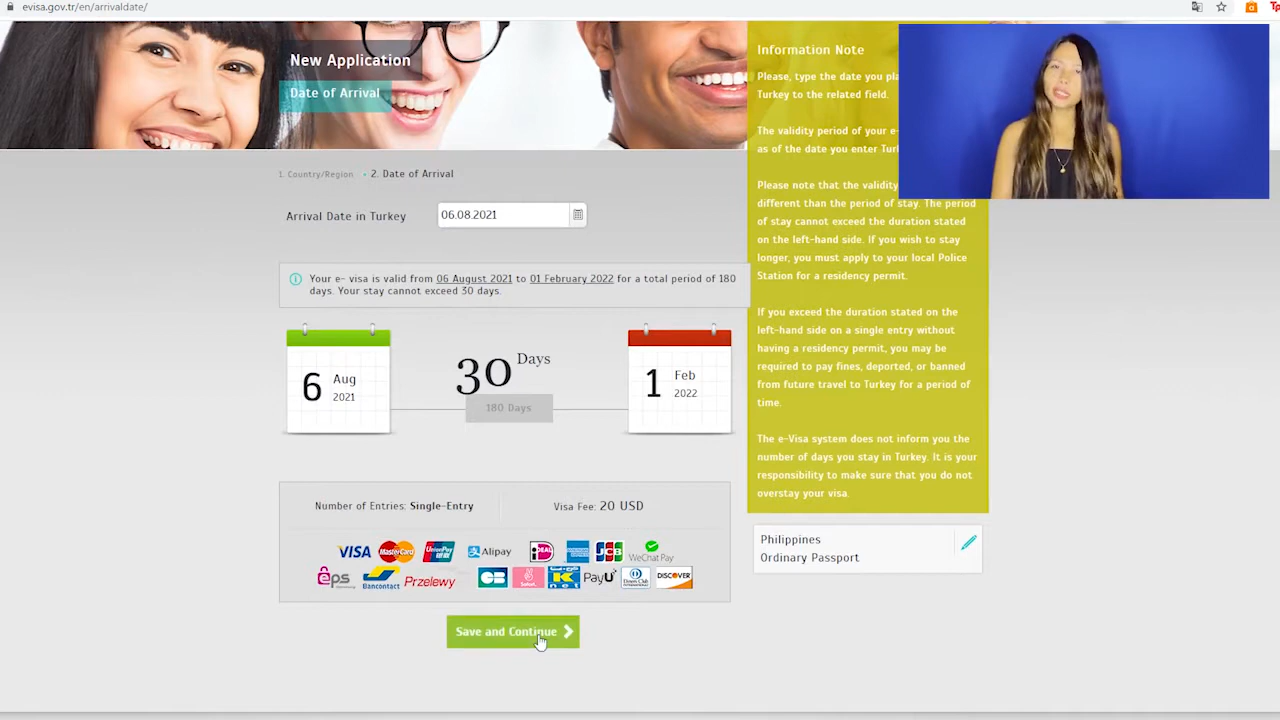 evisa.gov.tr/en/arrivaldate/
New Application
Date of Arrival
1. Country/Region
2. Date of Arrival
Arrival Date in Turkey
06.08.2021
Your e- visa is valid from 06 August 2021 to 01 February 2022 for a total period of 180
days. Your stay cannot exceed 30 days.
6 Aug
2021
30 Days
180 Days
1 Feb
2022
Number of Entries: Single-Entry
Visa Fee: 20 USD
VISA MasterCard UnionPay Alipay iDEAL JCB WeChat Pay
eps Bancontact Przelewy CB K net PayU Diners Club DISCOVER
Save and Continue
Information Note
Please, type the date you pla
Turkey to the related field.
The validity period of your e-
as of the date you enter Tur
Please note that the validity
different than the period of stay. The period
of stay cannot exceed the duration stated
on the left-hand side. If you wish to stay
longer, you must apply to your local Police
Station for a residency permit.
If you exceed the duration stated on the
left-hand side on a single entry without
having a residency permit, you may be
required to pay fines, deported, or banned
from future travel to Turkey for a period of
time.
The e-Visa system does not inform you the
number of days you stay in Turkey. It is your
responsibility to make sure that you do not
overstay your visa.
Philippines
Ordinary Passport